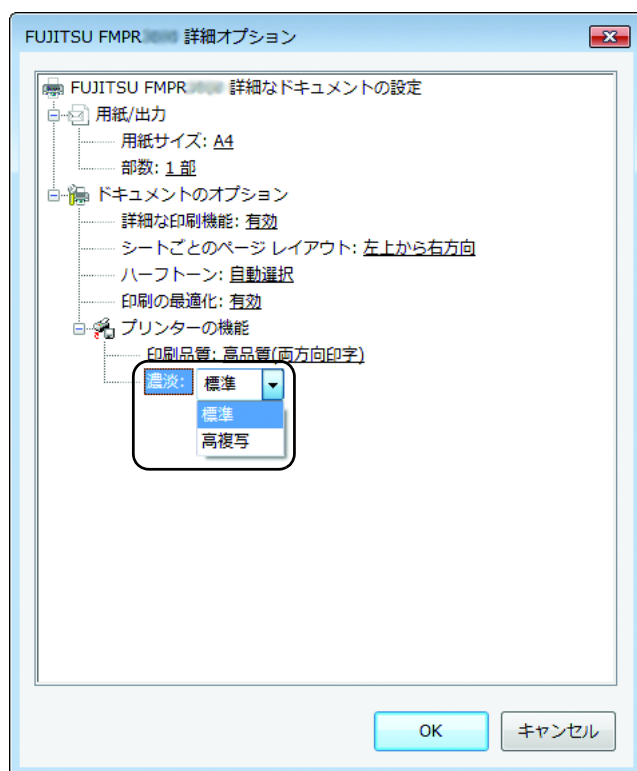 FUJITSU FMPR 詳細オプション
FUJITSU FMPR 詳細なドキュメントの設定
用紙/出力
用紙サイズ: A4
部数: 1 部
ドキュメントのオプション
詳細な印刷機能: 有効
シートごとのページ レイアウト: 左上から右方向
ハーフトーン: 自動選択
印刷の最適化: 有効
プリンターの機能
印刷品質: 高品質(両方向印字)
濃淡: 標準
標準
高複写
OK キャンセル